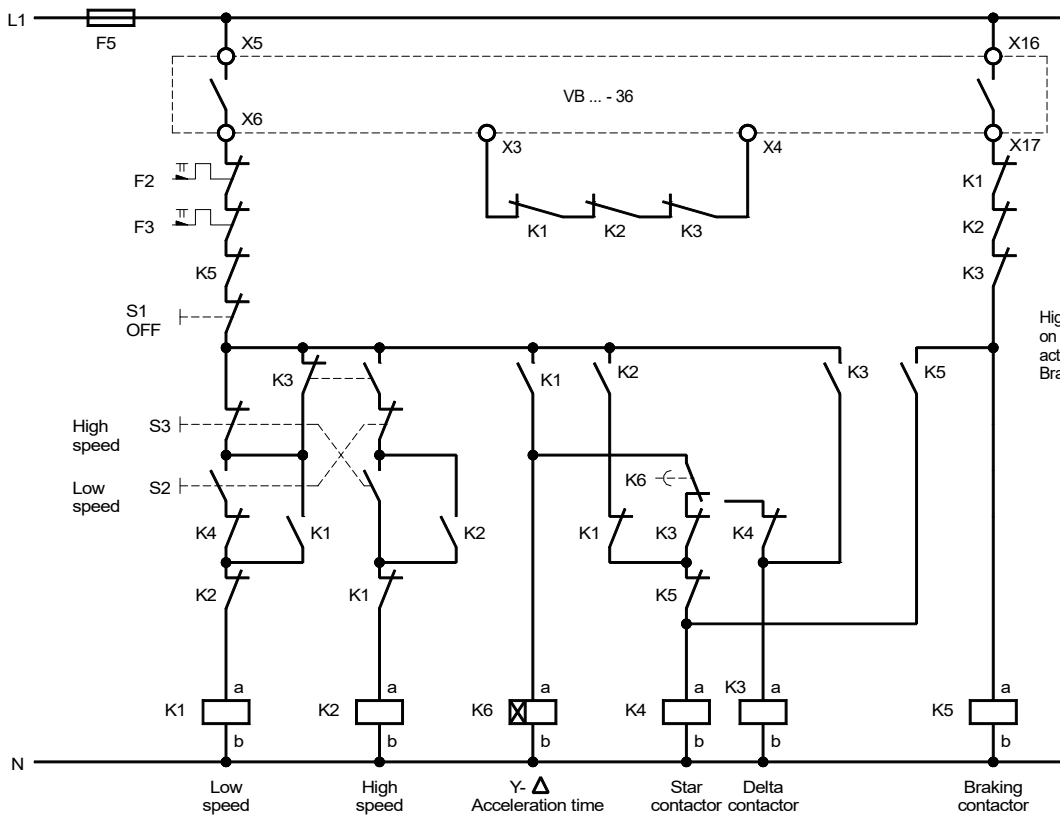 L1
F5
X5
X16
VB ... - 36
X6
X3
X4
X17
F2
K1
F3
K1
K2
K3
K2
K5
K3
S1
OFF
K3
K1
K2
K3
K5
High
speed
S3
K6
Low
speed
S2
K4
K1
K2
K1
K3
K4
K2
K1
K5
a
a
a
a
a
a
K1
K2
K6
K4
K3
K5
b
b
b
b
b
b
N
Low
speed
High
speed
Y- Δ
Acceleration time
Star
contactor
Delta
contactor
Braking
contactor
on